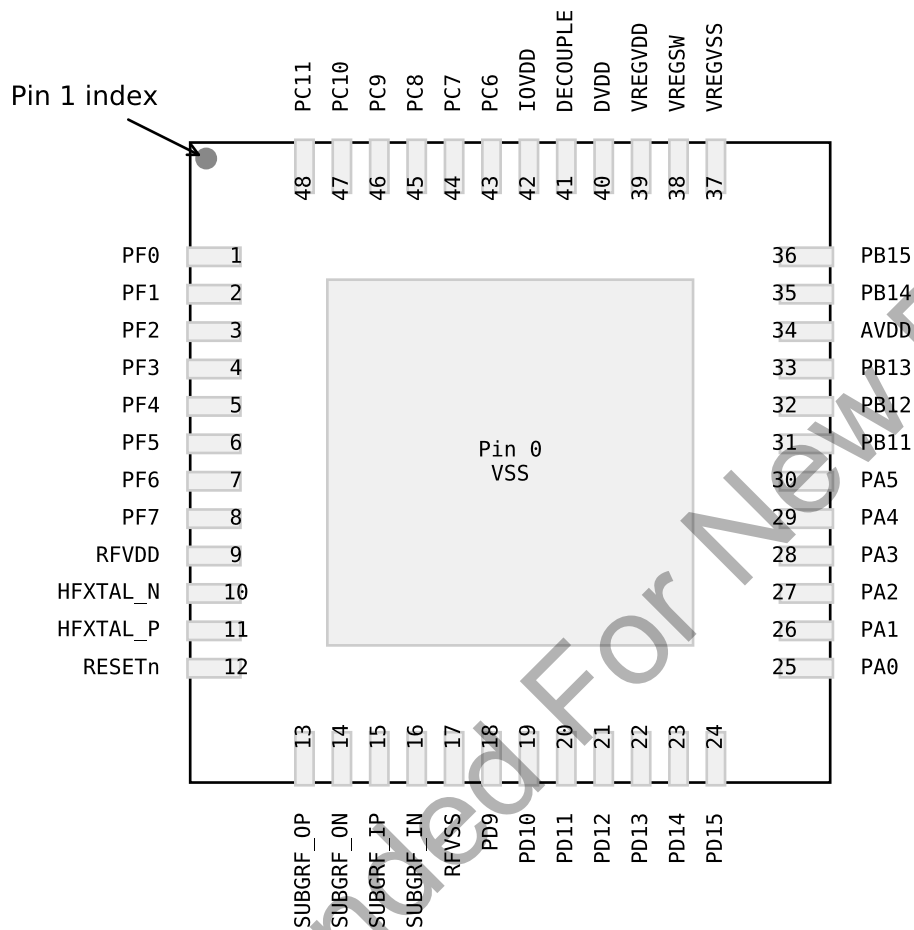 PC11 PC10 PC9 PC8 PC7 PC6 IOVDD DECOUPLE DVDD VREGVDD VREGSW VREGVSS
Pin 1 index
48 47 46 45 44 43 42 41 40 39 38 37
PF0 1 36 PB15
PF1 2 35 PB14
PF2 3 34 AVDD
PF3 4 33 PB13
PF4 5 32 PB12
PF5 6 31 PB11
Pin 0
VSS
PF6 7 30 PA5
PF7 8 29 PA4
RFVDD 9 28 PA3
HFXTAL_N 10 27 PA2
HFXTAL_P 11 26 PA1
RESETn 12 25 PA0
13 14 15 16 17 18 19 20 21 22 23 24
SUBGRF_OP SUBGRF_ON SUBGRF_IP SUBGRF_IN RFVSS PD9 PD10 PD11 PD12 PD13 PD14 PD15
nded For New